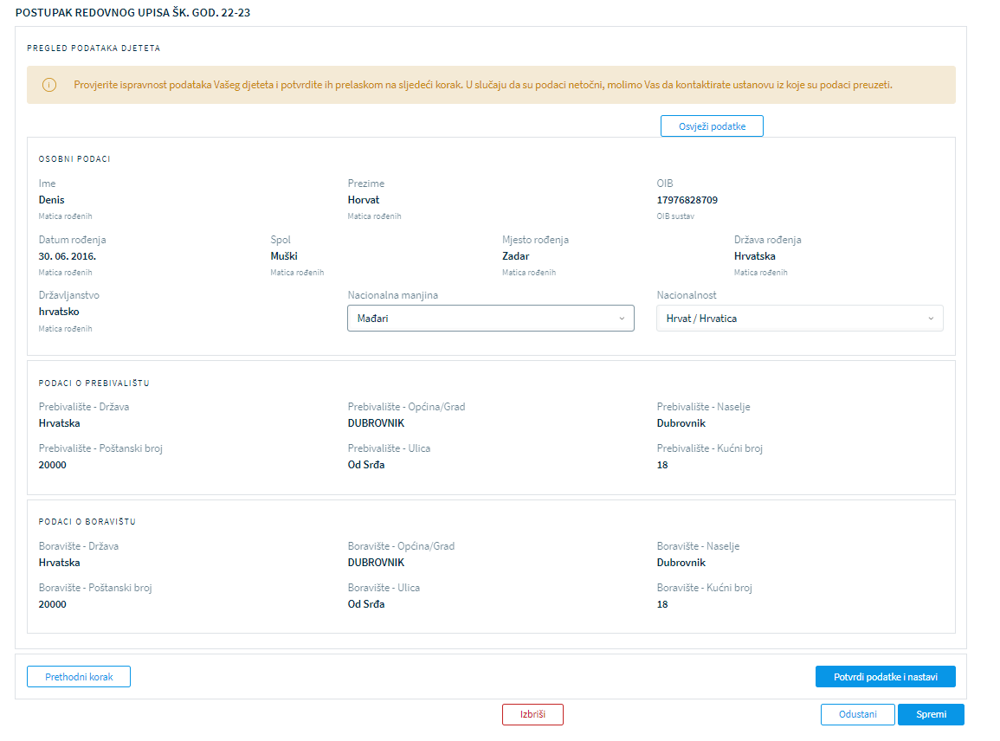 POSTUPAK REDOVNOG UPISA ŠK. GOD. 22-23
PREGLED PODATAKA DJETETA
Provjerite ispravnost podataka Vašeg djeteta i potvrdite ih prelaskom na sljedeći korak. U slučaju da su podaci netočni, molimo Vas da kontaktirate ustanovu iz koje su podaci preuzeti.
Osvježi podatke
OSOBNI PODACI
Ime Prezime OIB
Denis Horvat 17976828709
Matica rođenih Matica rođenih OIB sustav
Datum rođenja Spol Mjesto rođenja Država rođenja
30. 06. 2016. Muški Zadar Hrvatska
Matica rođenih Matica rođenih Matica rođenih Matica rođenih
Državljanstvo Nacionalna manjina Nacionalnost
hrvatsko Mađari Hrvat / Hrvatica
Matica rođenih
PODACI O PREBIVALIŠTU
Prebivalište - Država Prebivalište - Općina/Grad Prebivalište - Naselje
Hrvatska DUBROVNIK Dubrovnik
Prebivalište - Poštanski broj Prebivalište - Ulica Prebivalište - Kućni broj
20000 Od Srđa 18
PODACI O BORAVIŠTU
Boravište - Država Boravište - Općina/Grad Boravište - Naselje
Hrvatska DUBROVNIK Dubrovnik
Boravište - Poštanski broj Boravište - Ulica Boravište - Kućni broj
20000 Od Srđa 18
Prethodni korak Potvrdi podatke i nastavi
Izbriši Odustani Spremi